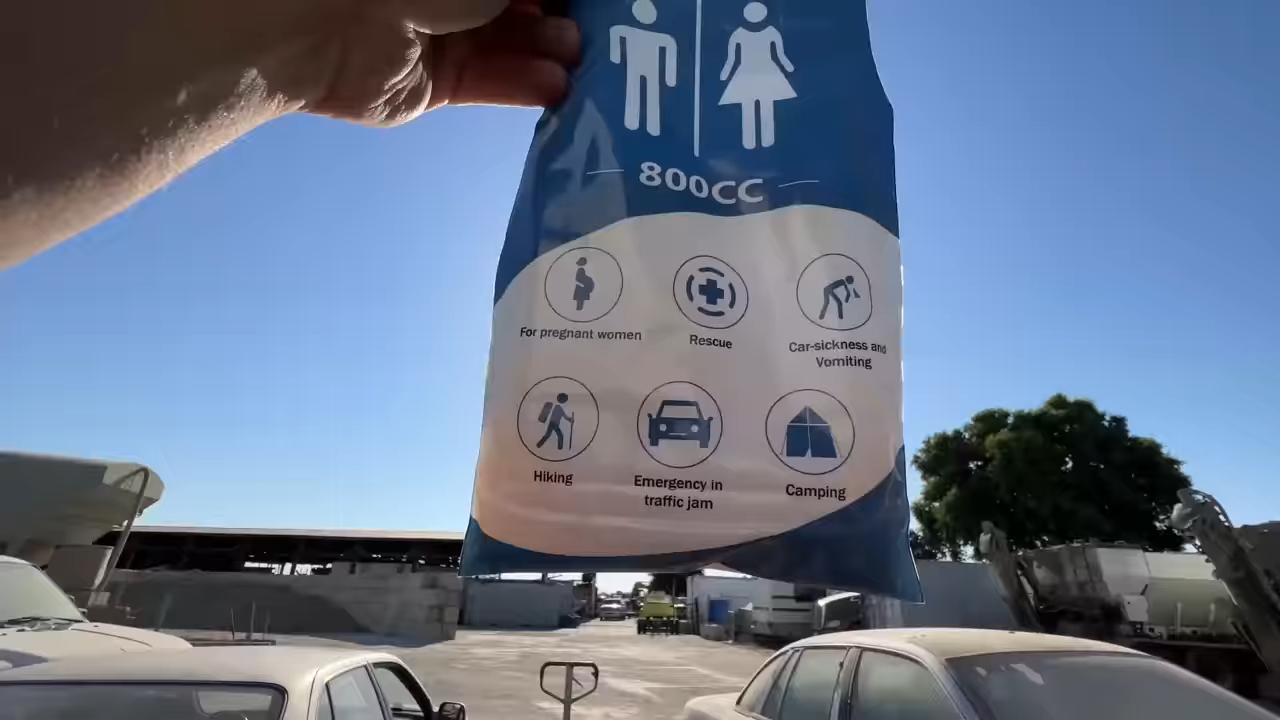 800CC
For pregnant women
Rescue
Car-sickness and
Vomiting
Hiking
Emergency in
traffic jam
Camping